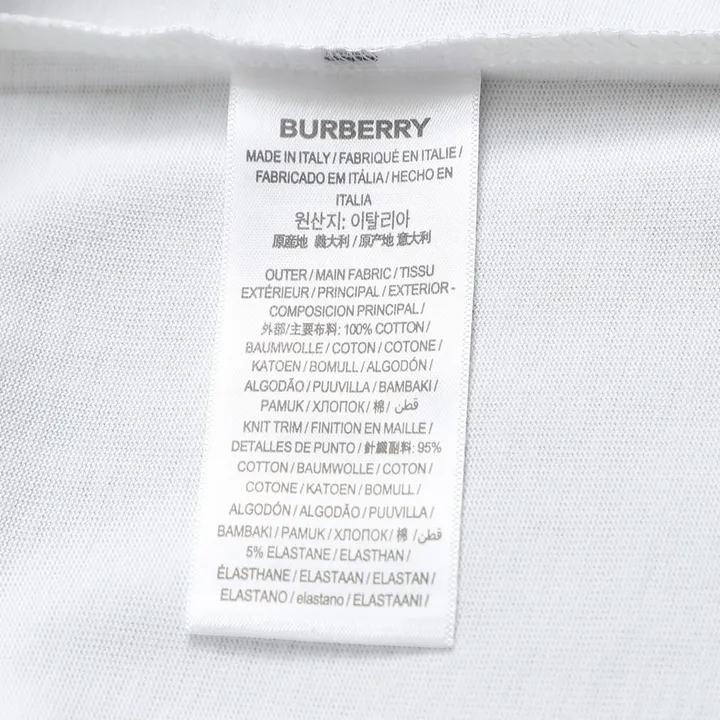 BURBERRY
MADE IN ITALY / FABRIQUÉ EN ITALIE /
FABRICADO EM ITÁLIA / HECHO EN
ITALIA
원산지: 이탈리아
原産地 義大利 / 原产地 意大利
OUTER / MAIN FABRIC / TISSU
EXTÉRIEUR / PRINCIPAL / EXTERIOR -
COMPOSICION PRINCIPAL /
外部/主要布料: 100% COTTON /
BAUMWOLLE / COTON / COTONE /
KATOEN / BOMULL / ALGODÓN /
ALGODÃO / PUUVILLA / BAMBAKI /
PAMUK / ХЛОПОК / 棉 / قطن
KNIT TRIM / FINITION EN MAILLE /
DETALLES DE PUNTO / 針織副料: 95%
COTTON / BAUMWOLLE / COTON /
COTONE / KATOEN / BOMULL /
ALGODÓN / ALGODÃO / PUUVILLA /
BAMBAKI / PAMUK / ХЛОПОК / 棉 / قطن
5% ELASTANE / ELASTHAN /
ÉLASTHANE / ELASTAAN / ELASTAN /
ELASTANO / elastano / ELASTAANI /